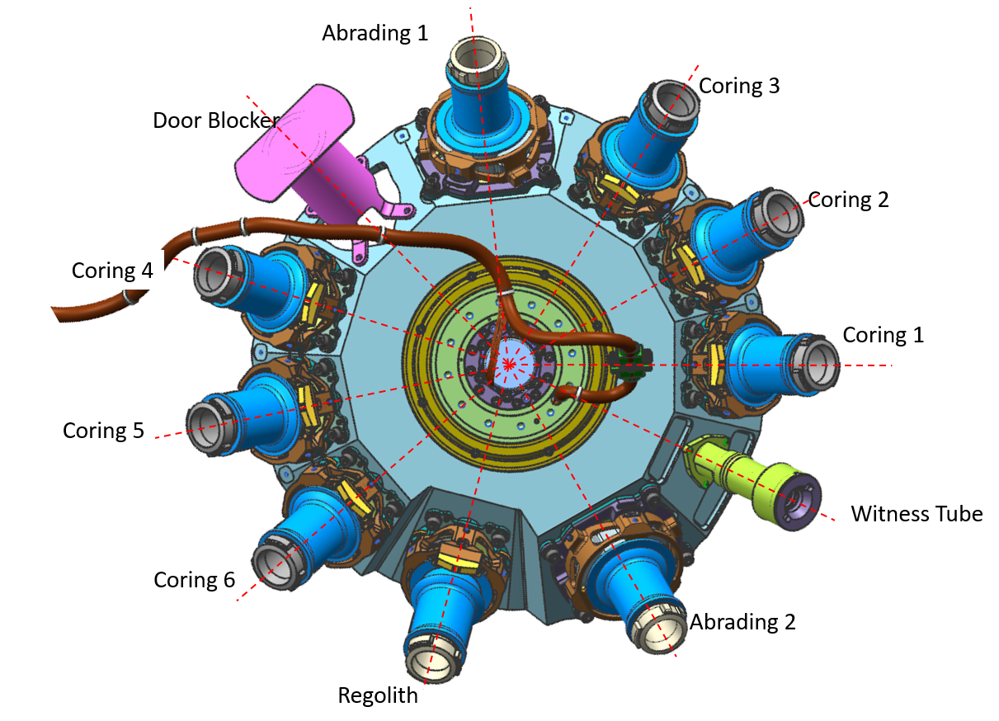 Abrading 1
Coring 3
Door Blocker
Coring 2
Coring 4
Coring 1
Coring 5
Witness Tube
Coring 6
Abrading 2
Regolith